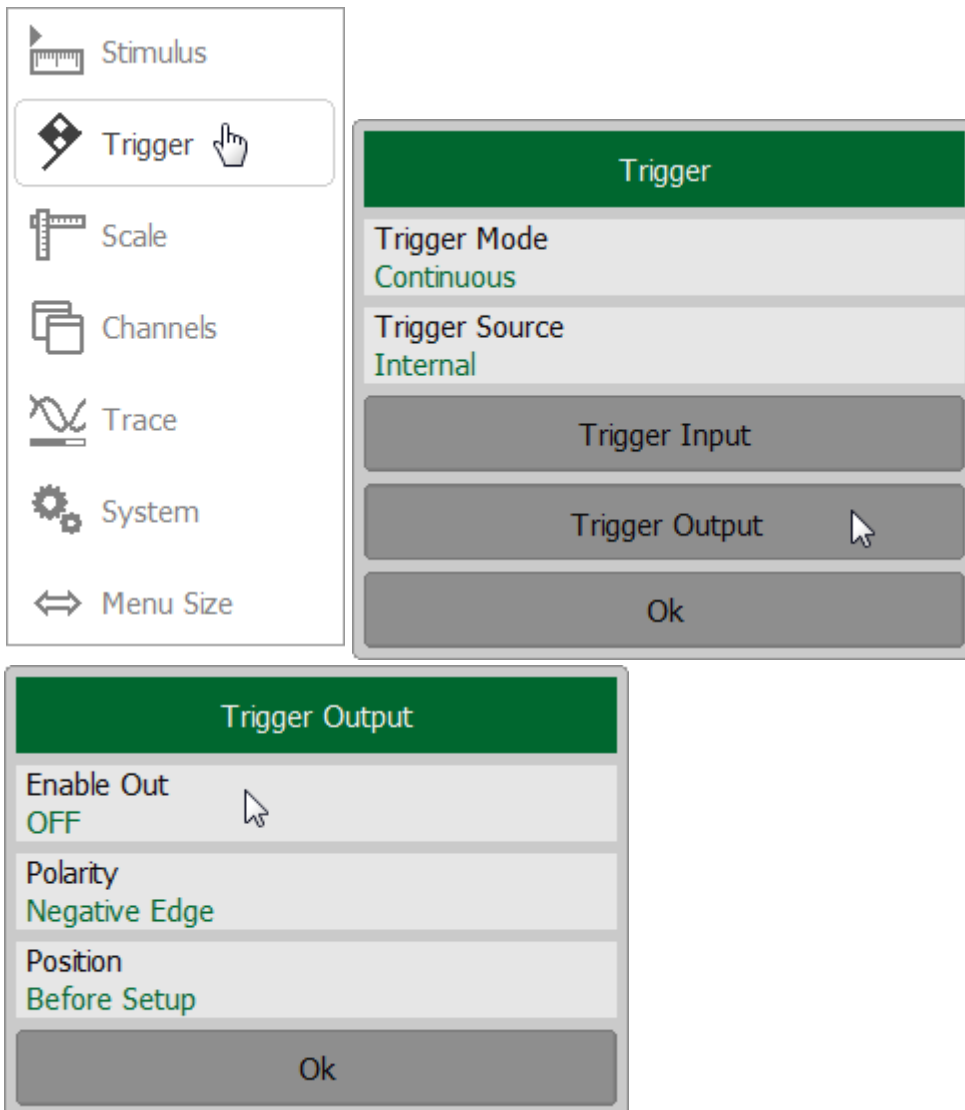 Stimulus
Trigger
Scale
Channels
Trace
System
Menu Size
Trigger
Trigger Mode
Continuous
Trigger Source
Internal
Trigger Input
Trigger Output
Ok
Trigger Output
Enable Out
OFF
Polarity
Negative Edge
Position
Before Setup
Ok